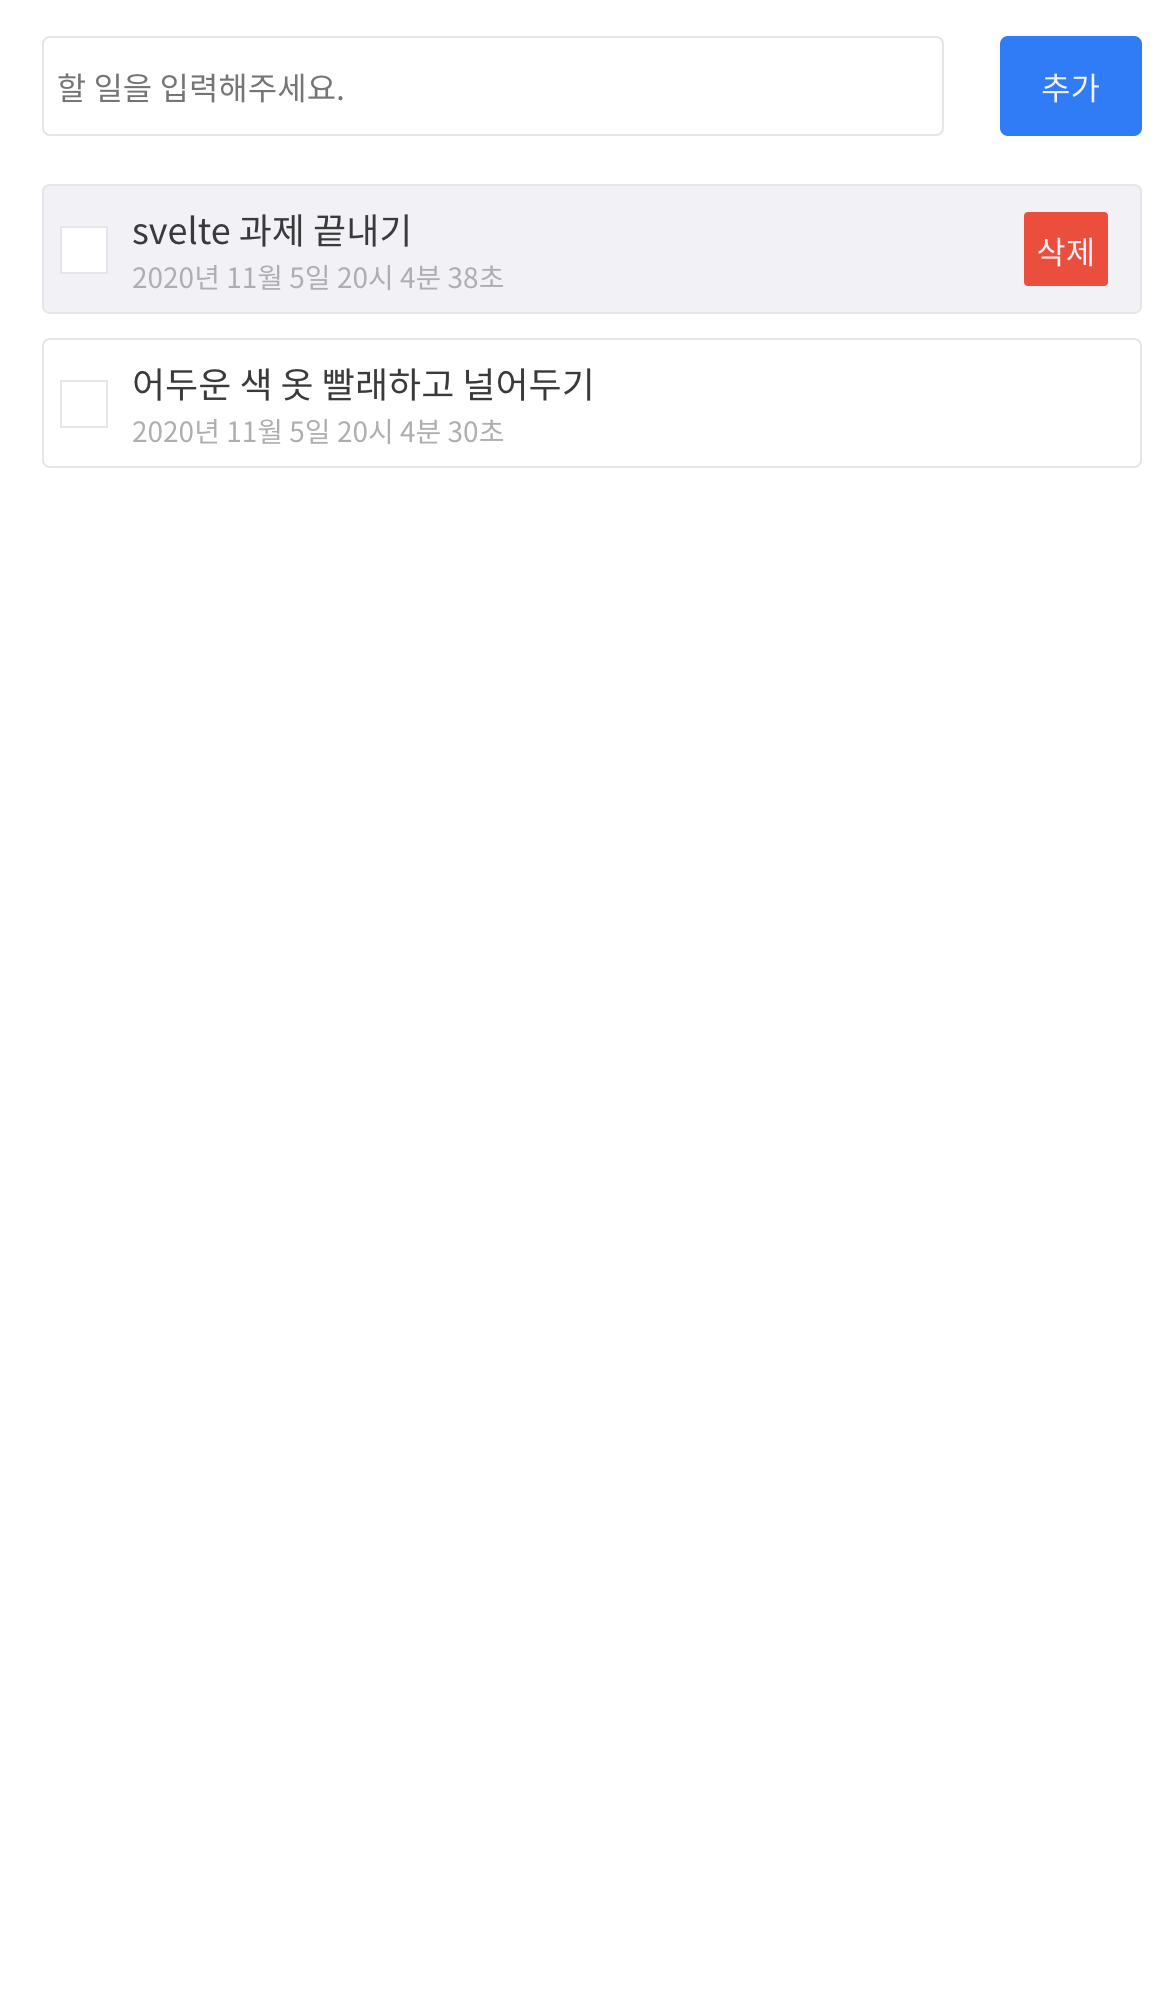 할 일을 입력해주세요.
추가
svelte 과제 끝내기
2020년 11월 5일 20시 4분 38초
삭제
어두운 색 옷 빨래하고 널어두기
2020년 11월 5일 20시 4분 30초